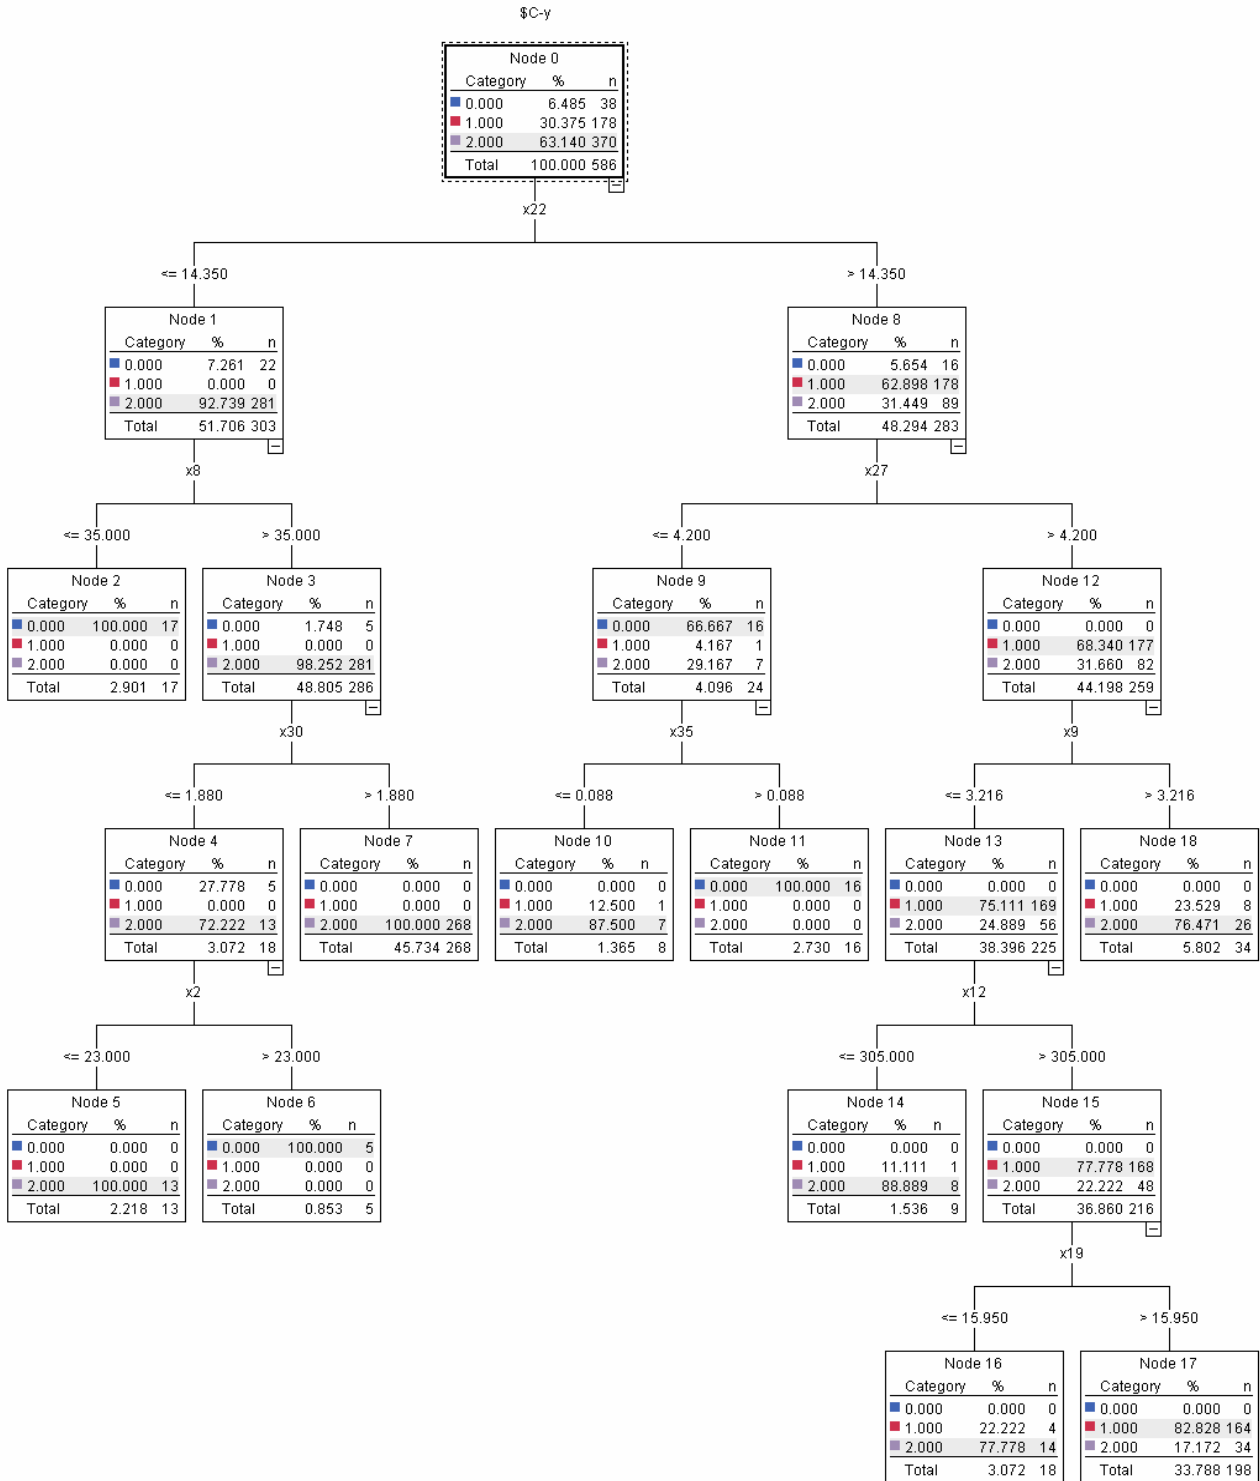 $C-y
Node 0
Category % n
0.000 6.485 38
1.000 30.375 178
2.000 63.140 370
Total 100.000 586
x22
<= 14.350
> 14.350
Node 1
Category % n
0.000 7.261 22
1.000 0.000 0
2.000 92.739 281
Total 51.706 303
Node 8
Category % n
0.000 5.654 16
1.000 62.898 178
2.000 31.449 89
Total 48.294 283
x8
x27
<= 35.000
> 35.000
<= 4.200
> 4.200
Node 2
Category % n
0.000 100.000 17
1.000 0.000 0
2.000 0.000 0
Total 2.901 17
Node 3
Category % n
0.000 1.748 5
1.000 0.000 0
2.000 98.252 281
Total 48.805 286
Node 9
Category % n
0.000 66.667 16
1.000 4.167 1
2.000 29.167 7
Total 4.096 24
Node 12
Category % n
0.000 0.000 0
1.000 68.340 177
2.000 31.660 82
Total 44.198 259
x30
x35
x9
<= 1.880
> 1.880
<= 0.088
> 0.088
<= 3.216
> 3.216
Node 4
Category % n
0.000 27.778 5
1.000 0.000 0
2.000 72.222 13
Total 3.072 18
Node 7
Category % n
0.000 0.000 0
1.000 0.000 0
2.000 100.000 268
Total 45.734 268
Node 10
Category % n
0.000 0.000 0
1.000 12.500 1
2.000 87.500 7
Total 1.365 8
Node 11
Category % n
0.000 100.000 16
1.000 0.000 0
2.000 0.000 0
Total 2.730 16
Node 13
Category % n
0.000 0.000 0
1.000 75.111 169
2.000 24.889 56
Total 38.396 225
Node 18
Category % n
0.000 0.000 0
1.000 23.529 8
2.000 76.471 26
Total 5.802 34
x2
x12
<= 23.000
> 23.000
<= 305.000
> 305.000
Node 5
Category % n
0.000 0.000 0
1.000 0.000 0
2.000 100.000 13
Total 2.218 13
Node 6
Category % n
0.000 100.000 5
1.000 0.000 0
2.000 0.000 0
Total 0.853 5
Node 14
Category % n
0.000 0.000 0
1.000 11.111 1
2.000 88.889 8
Total 1.536 9
Node 15
Category % n
0.000 0.000 0
1.000 77.778 168
2.000 22.222 48
Total 36.860 216
x19
<= 15.950
> 15.950
Node 16
Category % n
0.000 0.000 0
1.000 22.222 4
2.000 77.778 14
Total 3.072 18
Node 17
Category % n
0.000 0.000 0
1.000 82.828 164
2.000 17.172 34
Total 33.788 198